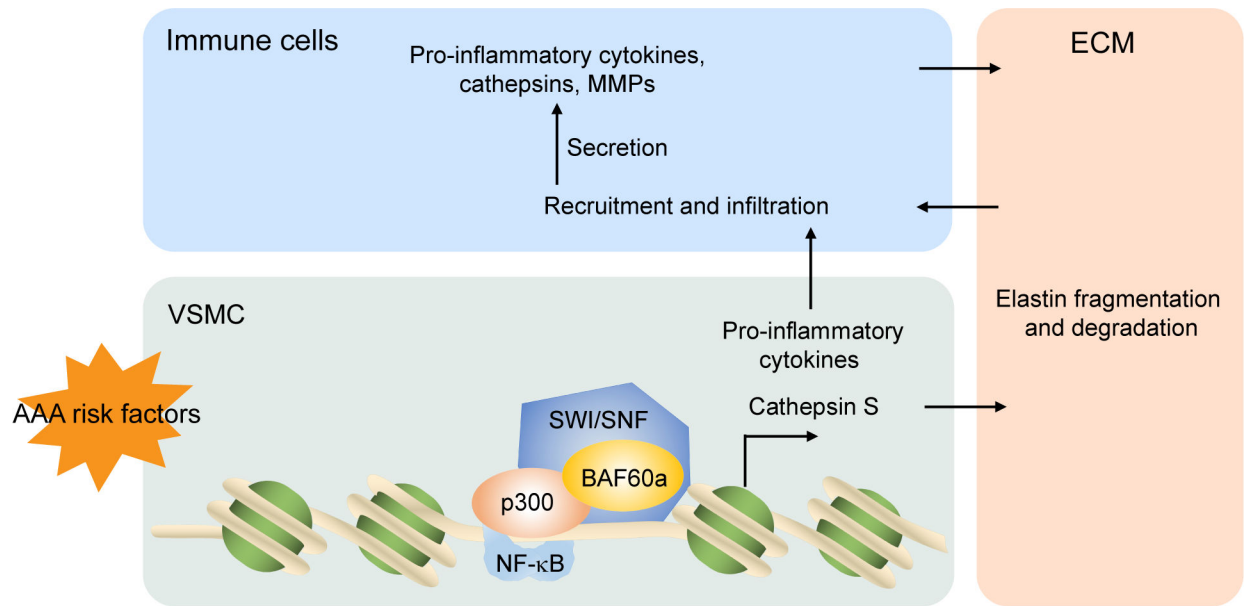 Immune cells
Pro-inflammatory cytokines,
cathepsins, MMPs
Secretion
Recruitment and infiltration
ECM
Elastin fragmentation
and degradation
VSMC
Pro-inflammatory
cytokines
Cathepsin S
AAA risk factors
SWI/SNF
BAF60a
p300
NF-κB